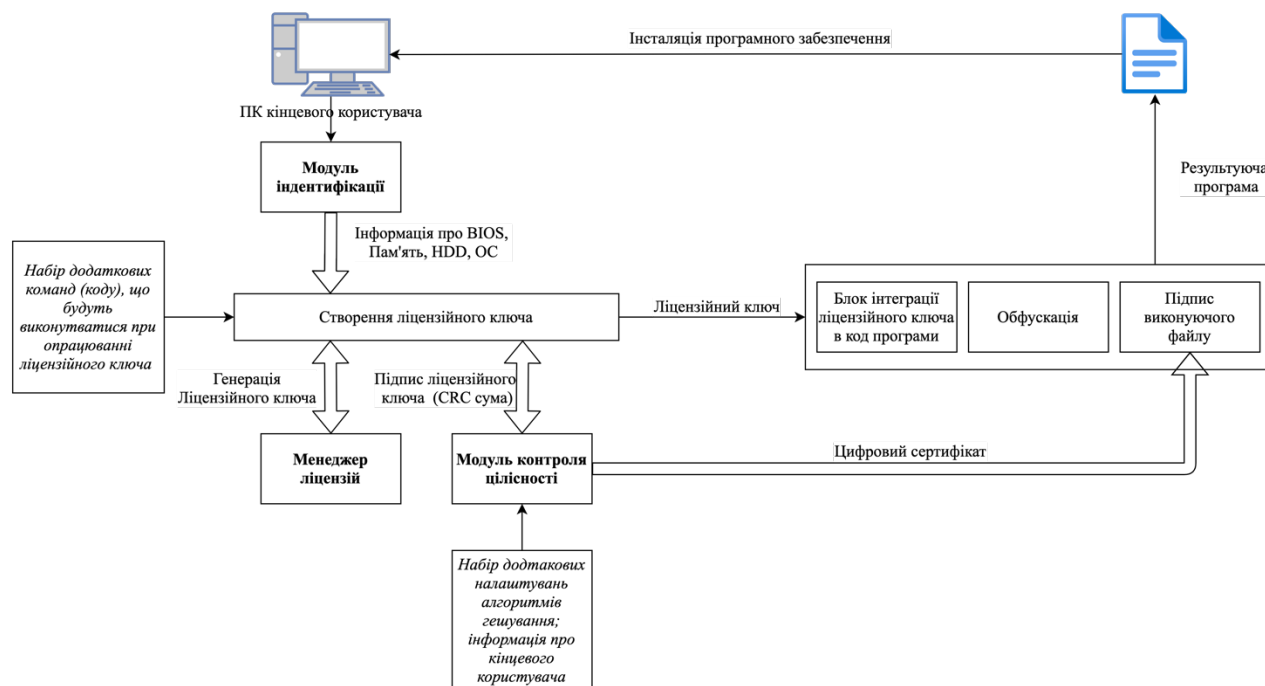 Інсталяція програмного забезпечення
ПК кінцевого користувача
Модуль
індентифікації
Результуюча
програма
Інформація про BIOS,
Пам'ять, HDD, ОС
Набір додаткових
команд (коду), що
будуть
виконутватися при
опрацюванні
ліцензійного ключа
Створення ліцензійного ключа
Ліцензійний ключ
Блок інтеграції
ліцензійного ключа
в код програми
Обфускація
Підпис
виконуючого
файлу
Генерація
Ліцензійного ключа
Підпис ліцензійного
ключа (CRC сума)
Менеджер
ліцензій
Модуль контроля
цілісності
Цифровий сертифікат
Набір додтакових
налаштувань
алгоритмів
гешування;
інформація про
кінцевого
користувача